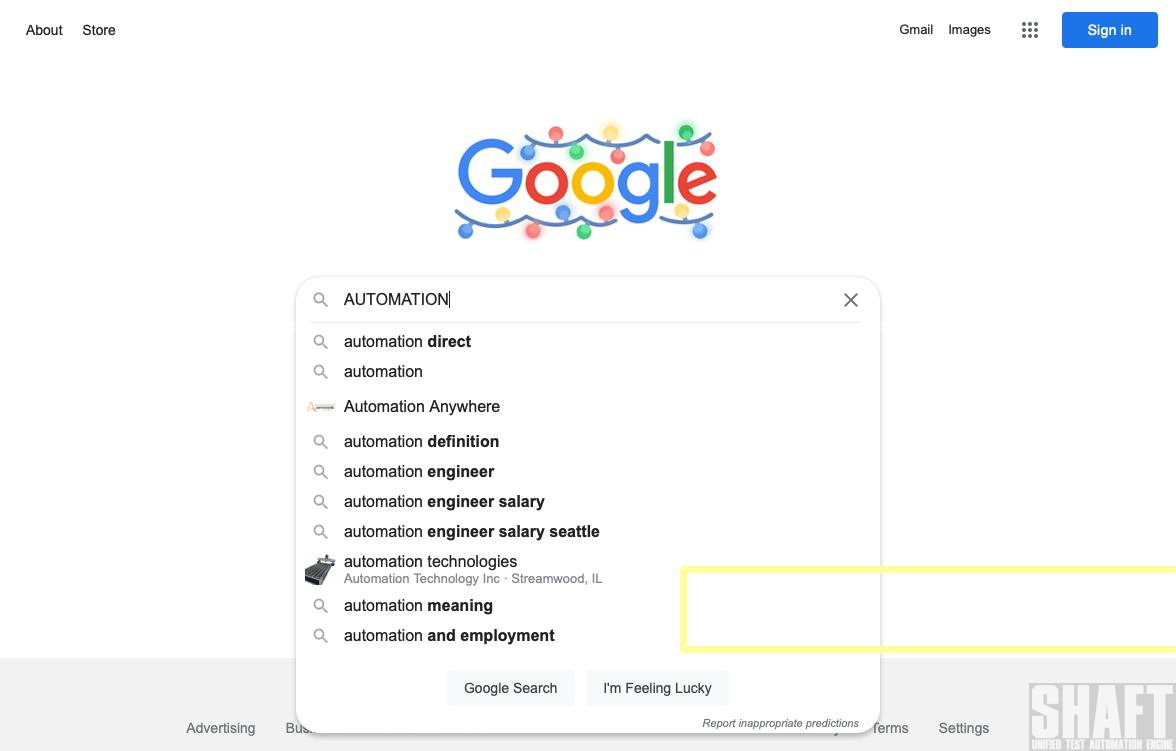 About Store
Gmail Images
Sign in
Google
AUTOMATION
automation direct
automation
Automation Anywhere
automation definition
automation engineer
automation engineer salary
automation engineer salary seattle
automation technologies
Automation Technology Inc · Streamwood, IL
automation meaning
automation and employment
Google Search I'm Feeling Lucky
Report inappropriate predictions
Advertising Terms Settings
SHAFT
UNIFIED TEST AUTOMATION ENGINE